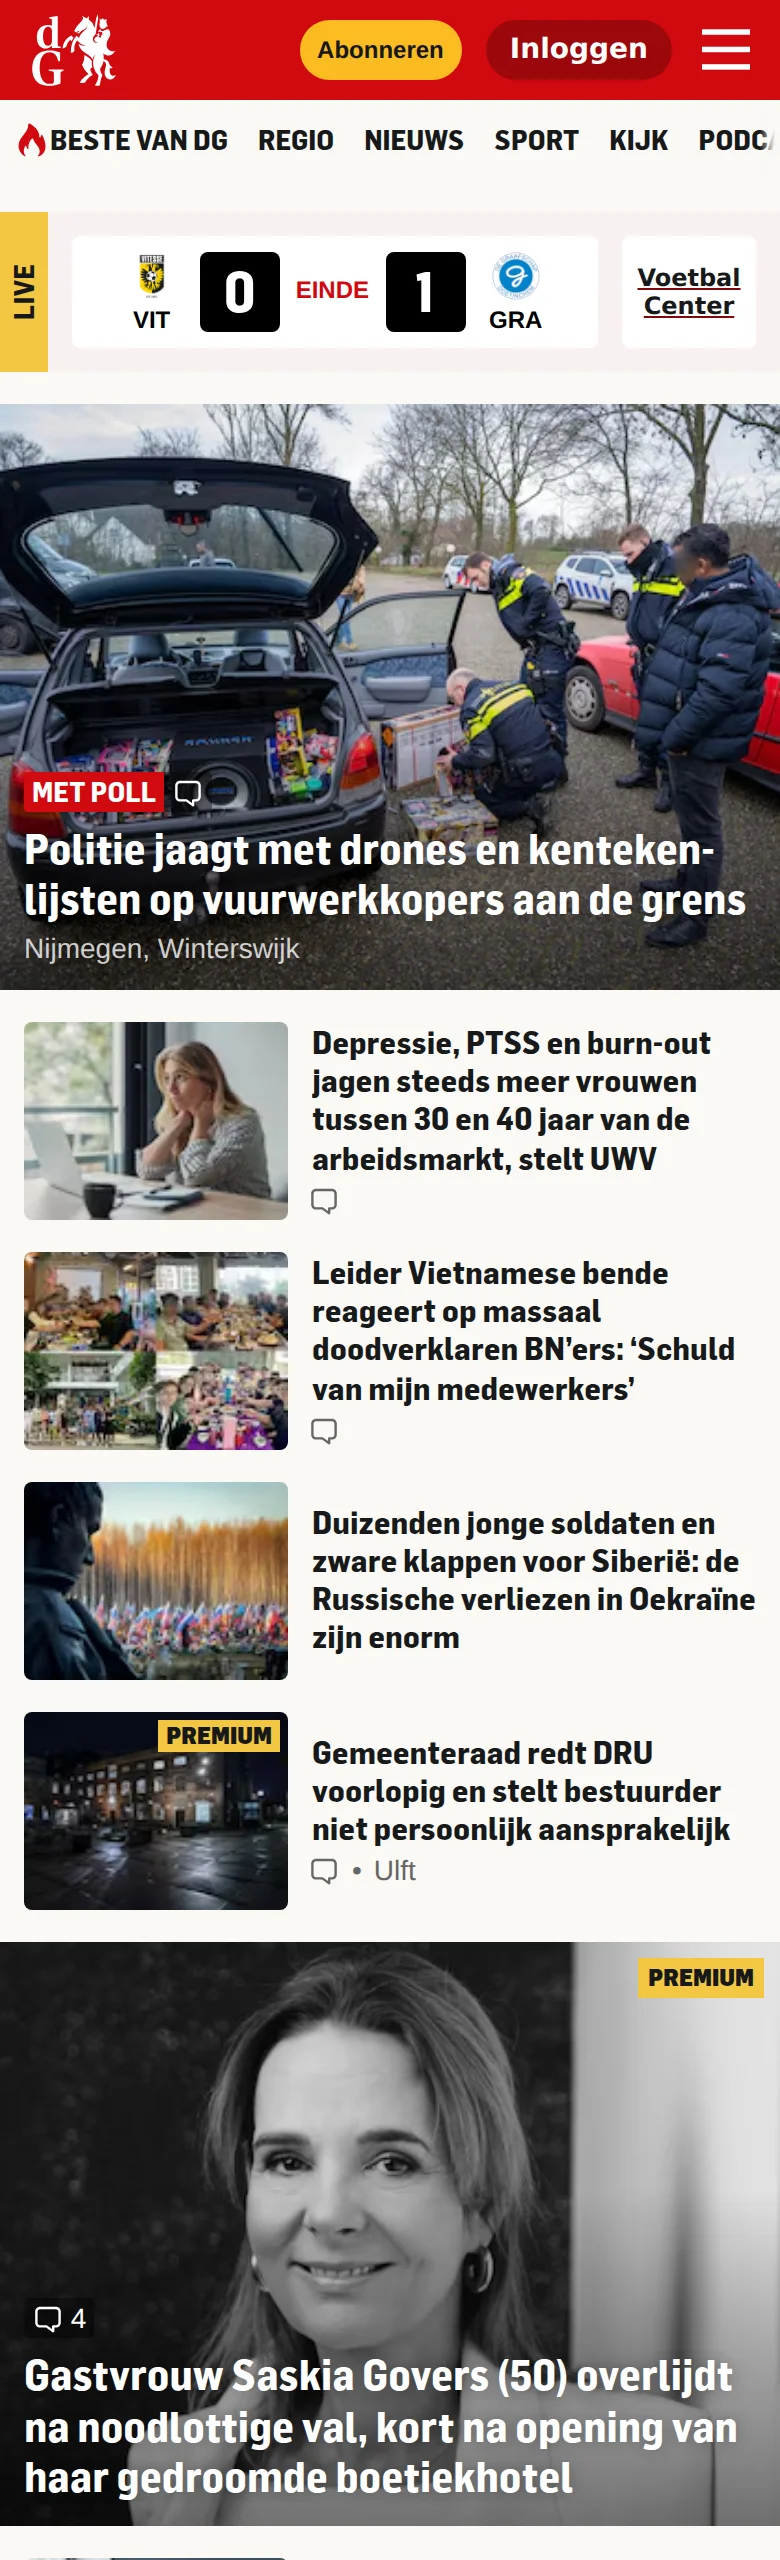 dG
Abonneren
Inloggen
BESTE VAN DG
REGIO
NIEUWS
SPORT
KIJK
PODCA
LIVE
VITESSE
VIT
0
EINDE
1
GRA
Voetbal
Center
MET POLL
Politie jaagt met drones en kenteken-
lijsten op vuurwerkkopers aan de grens
Nijmegen, Winterswijk
Depressie, PTSS en burn-out
jagen steeds meer vrouwen
tussen 30 en 40 jaar van de
arbeidsmarkt, stelt UWV
Leider Vietnamese bende
reageert op massaal
doodverklaren BN’ers: ‘Schuld
van mijn medewerkers’
Duizenden jonge soldaten en
zware klappen voor Siberië: de
Russische verliezen in Oekraïne
zijn enorm
PREMIUM
Gemeenteraad redt DRU
voorlopig en stelt bestuurder
niet persoonlijk aansprakelijk
• Ulft
PREMIUM
4
Gastvrouw Saskia Govers (50) overlijdt
na noodlottige val, kort na opening van
haar gedroomde boetiekhotel